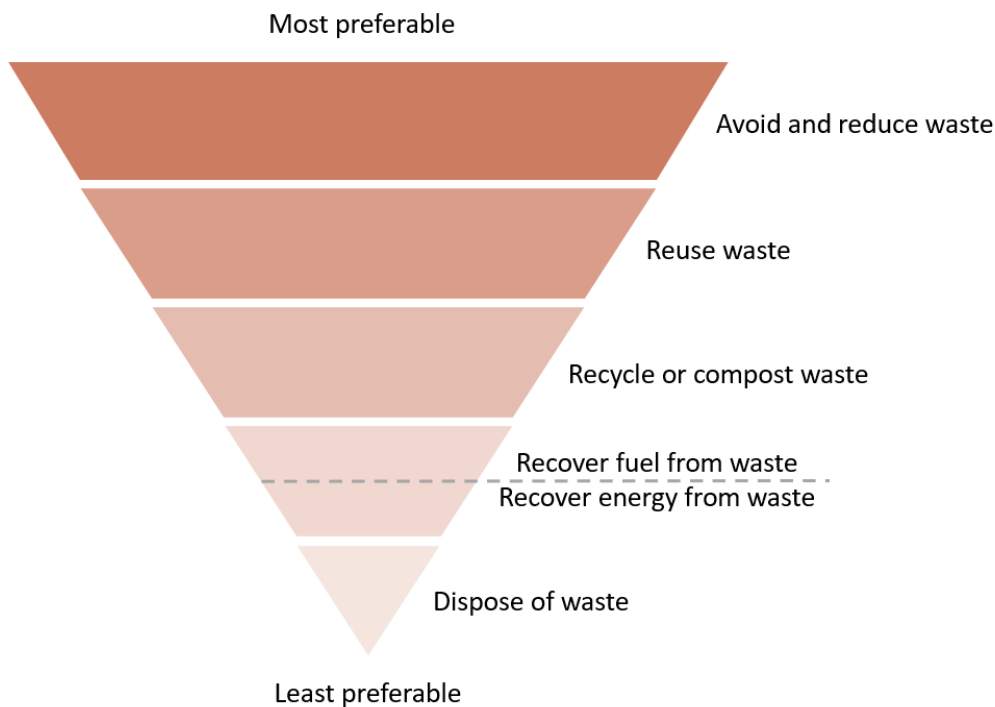 Most preferable
Avoid and reduce waste
Reuse waste
Recycle or compost waste
Recover fuel from waste
Recover energy from waste
Dispose of waste
Least preferable